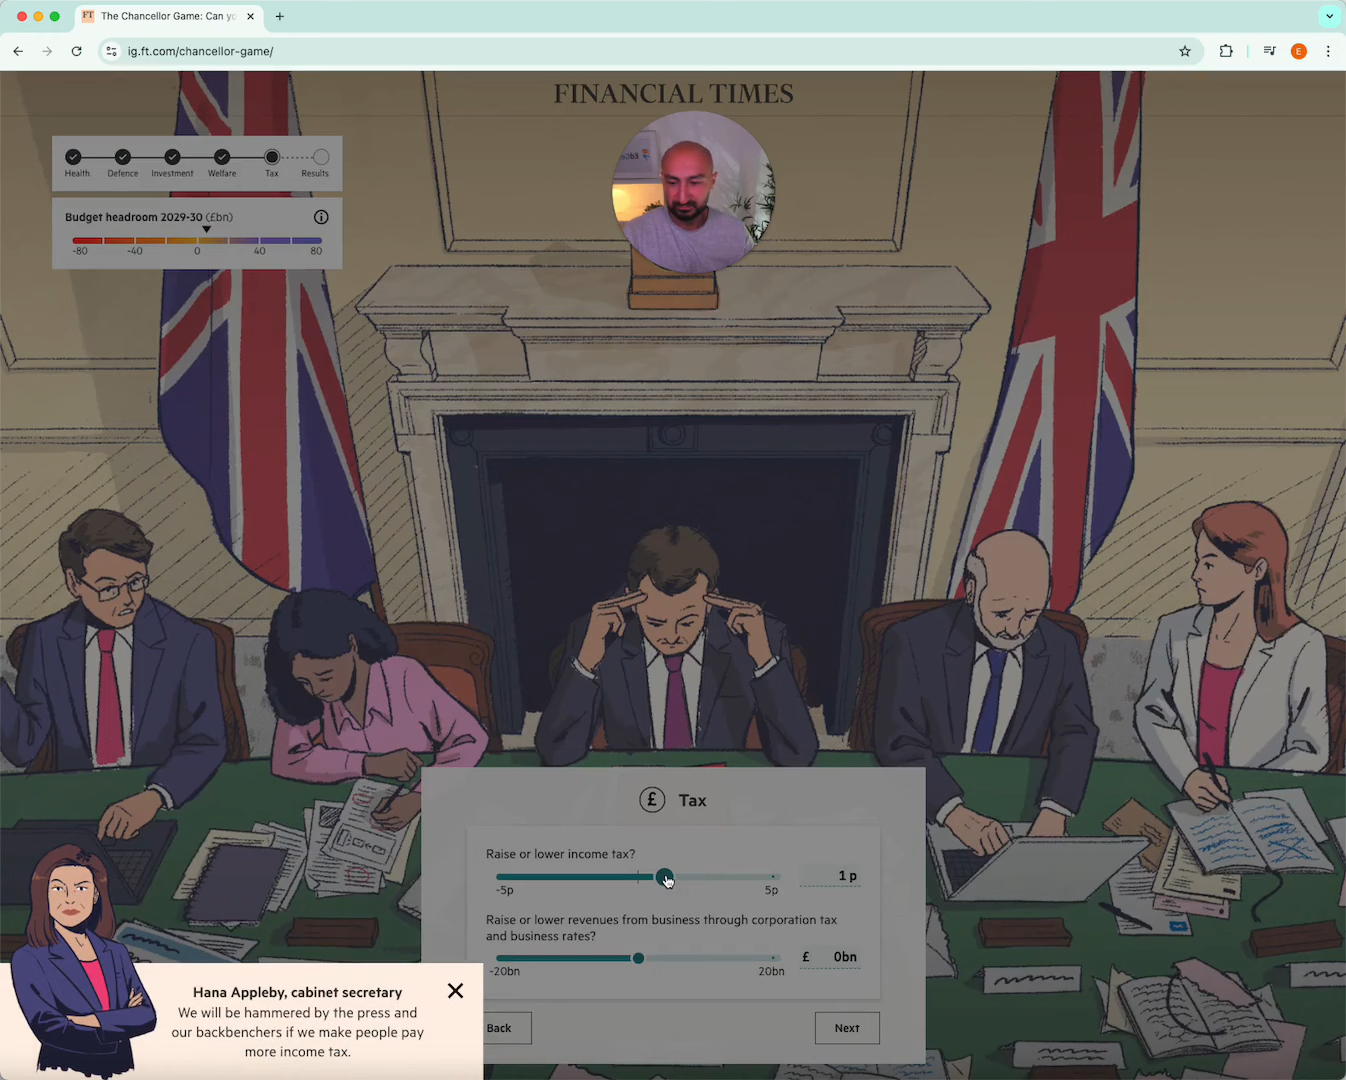 The Chancellor Game: Can yo
ig.ft.com/chancellor-game/
E
FINANCIAL TIMES
Health Defence Investment Welfare Tax Results
Budget headroom 2029-30 (£bn)
-80 -40 0 40 80
£ Tax
Raise or lower income tax?
1 p
-5p 5p
Raise or lower revenues from business through corporation tax
and business rates?
£ 0bn
-20bn 20bn
Back Next
Hana Appleby, cabinet secretary
We will be hammered by the press and
our backbenchers if we make people pay
more income tax.